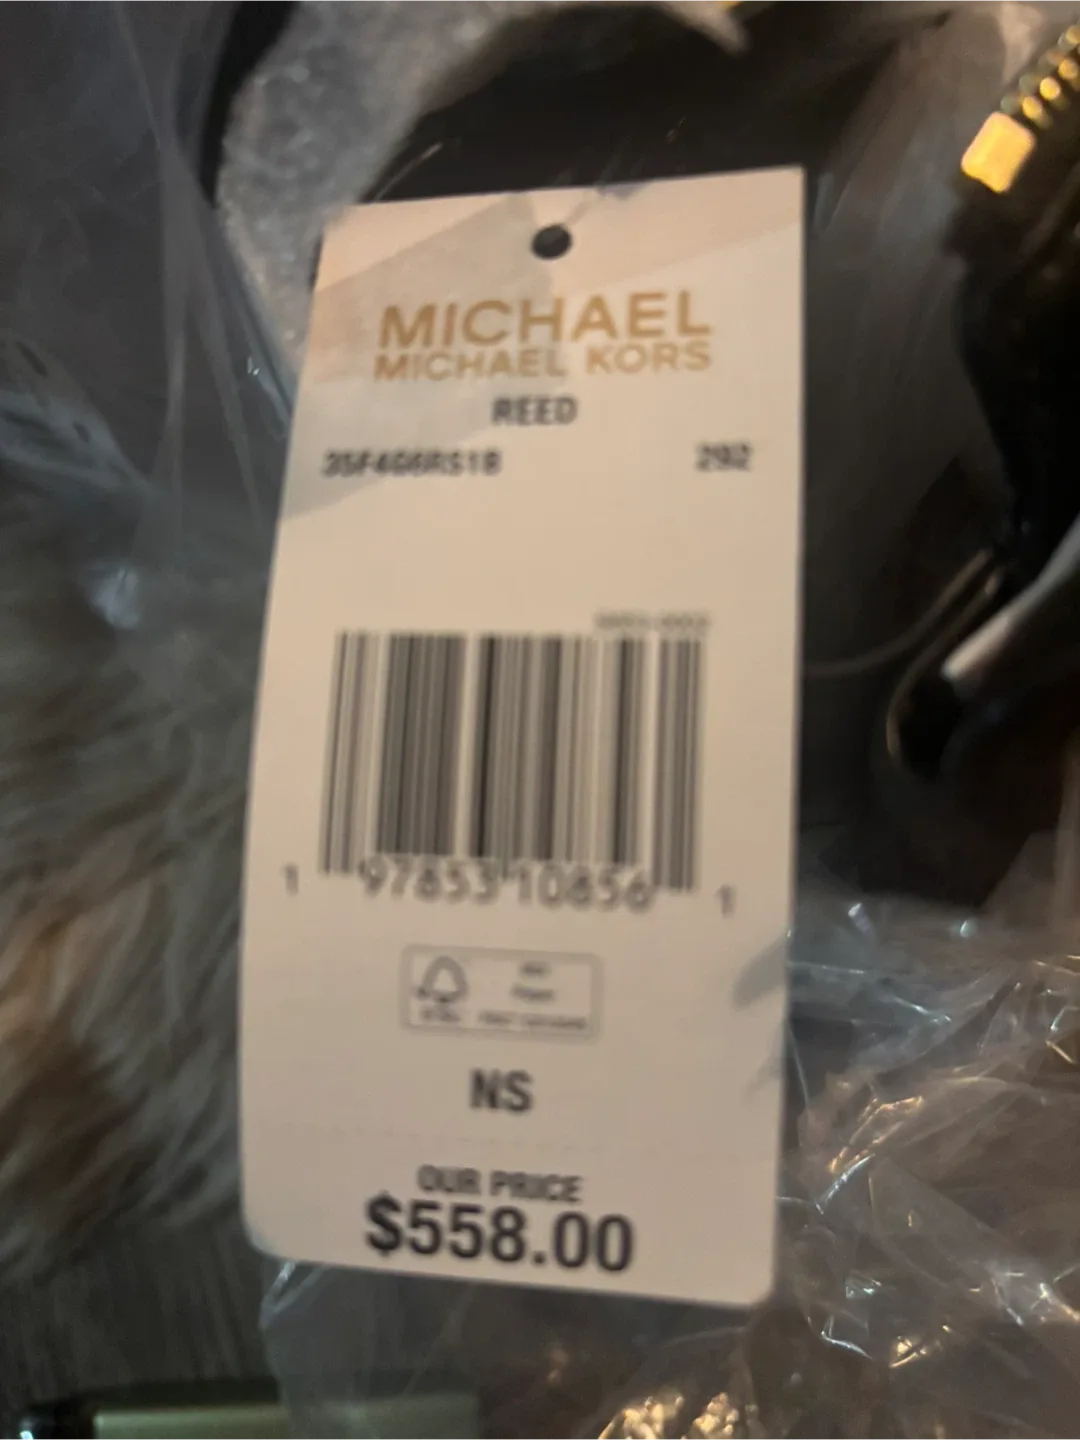 MICHAEL
MICHAEL KORS
REED
35F4G6RS1B 292
1 97853 10856 1
NS
OUR PRICE
$558.00